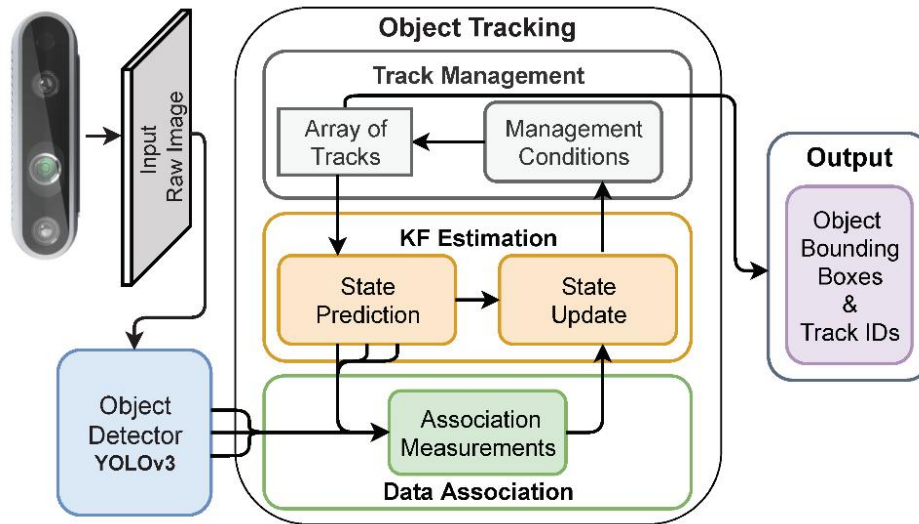 Input
Raw Image
Object
Detector
YOLOv3
Object Tracking
Track Management
Array of
Tracks
Management
Conditions
KF Estimation
State
Prediction
State
Update
Association
Measurements
Data Association
Output
Object
Bounding
Boxes
&
Track IDs